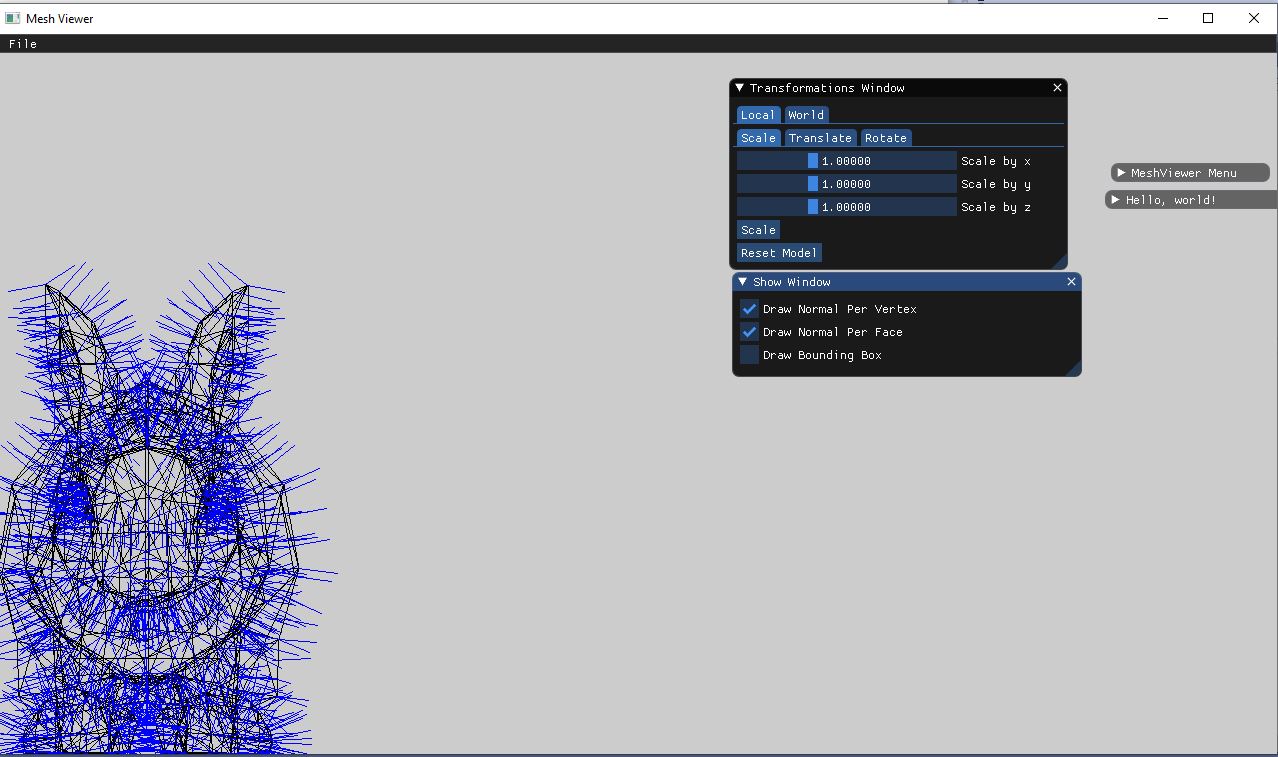 Mesh Viewer
File
Transformations Window
Local World
Scale Translate Rotate
1.00000 Scale by x
1.00000 Scale by y
1.00000 Scale by z
Scale
Reset Model
MeshViewer Menu
Hello, world!
Show Window
Draw Normal Per Vertex
Draw Normal Per Face
Draw Bounding Box